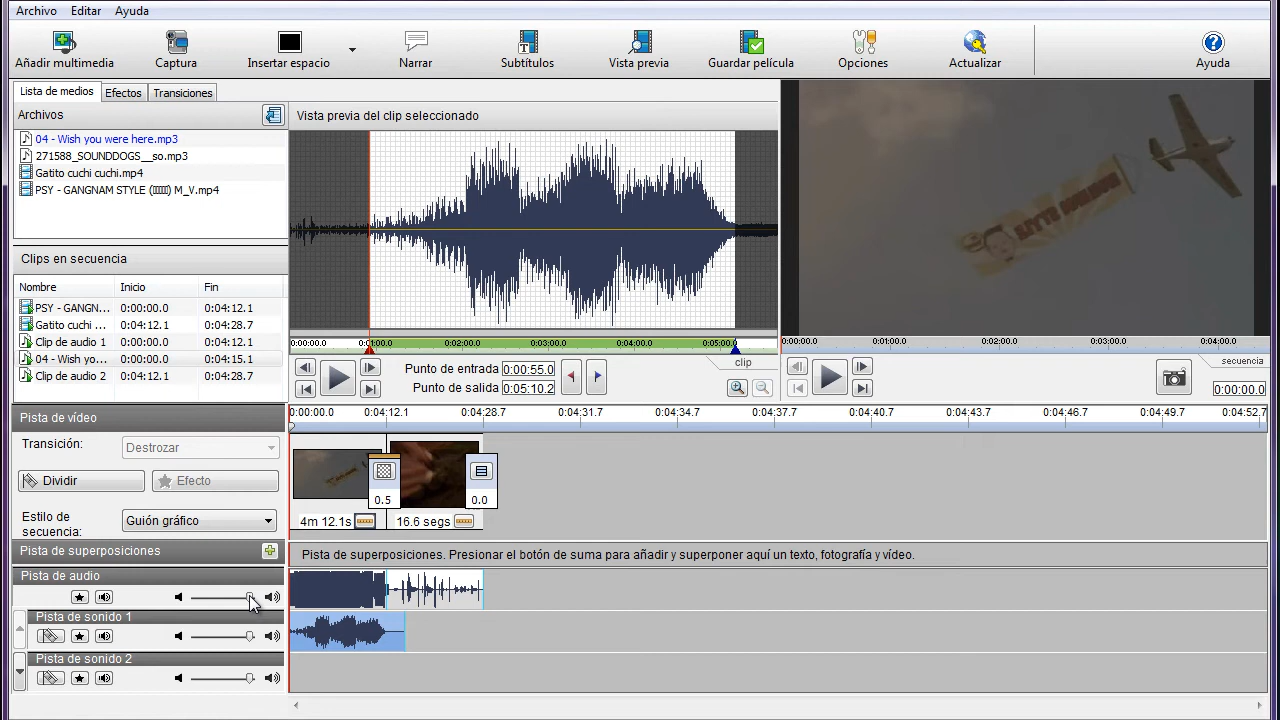 Archivo Editar Ayuda
Añadir multimedia Captura Insertar espacio Narrar Subtítulos Vista previa Guardar película Opciones Actualizar Ayuda
Lista de medios Efectos Transiciones
Archivos
04 - Wish you were here.mp3
271588_SOUNDDOGS__so.mp3
Gatito cuchi cuchi.mp4
PSY - GANGNAM STYLE (▯▯▯▯) M_V.mp4
Vista previa del clip seleccionado
0:00:00.0 0:01:00.0 0:02:00.0 0:03:00.0 0:04:00.0 0:05:00.0
clip
Punto de entrada 0:00:55.0
Punto de salida 0:05:10.2
0:00:00.0 0:01:00.0 0:02:00.0 0:03:00.0 0:04:00.0
secuencia
0:00:00.0
Clips en secuencia
Nombre Inicio Fin
PSY - GANGN... 0:00:00.0 0:04:12.1
Gatito cuchi ... 0:04:12.1 0:04:28.7
Clip de audio 1 0:00:00.0 0:04:12.1
04 - Wish yo... 0:00:00.0 0:04:15.1
Clip de audio 2 0:04:12.1 0:04:28.7
Pista de vídeo
0:00:00.0 0:04:12.1 0:04:28.7 0:04:31.7 0:04:34.7 0:04:37.7 0:04:40.7 0:04:43.7 0:04:46.7 0:04:49.7 0:04:52.7
Transición: Destrozar
Dividir Efecto
Estilo de secuencia: Guión gráfico
0.5 0.0
4m 12.1s 16.6 segs
Pista de superposiciones
Pista de superposiciones. Presionar el botón de suma para añadir y superponer aquí un texto, fotografía y vídeo.
Pista de audio
Pista de sonido 1
Pista de sonido 2